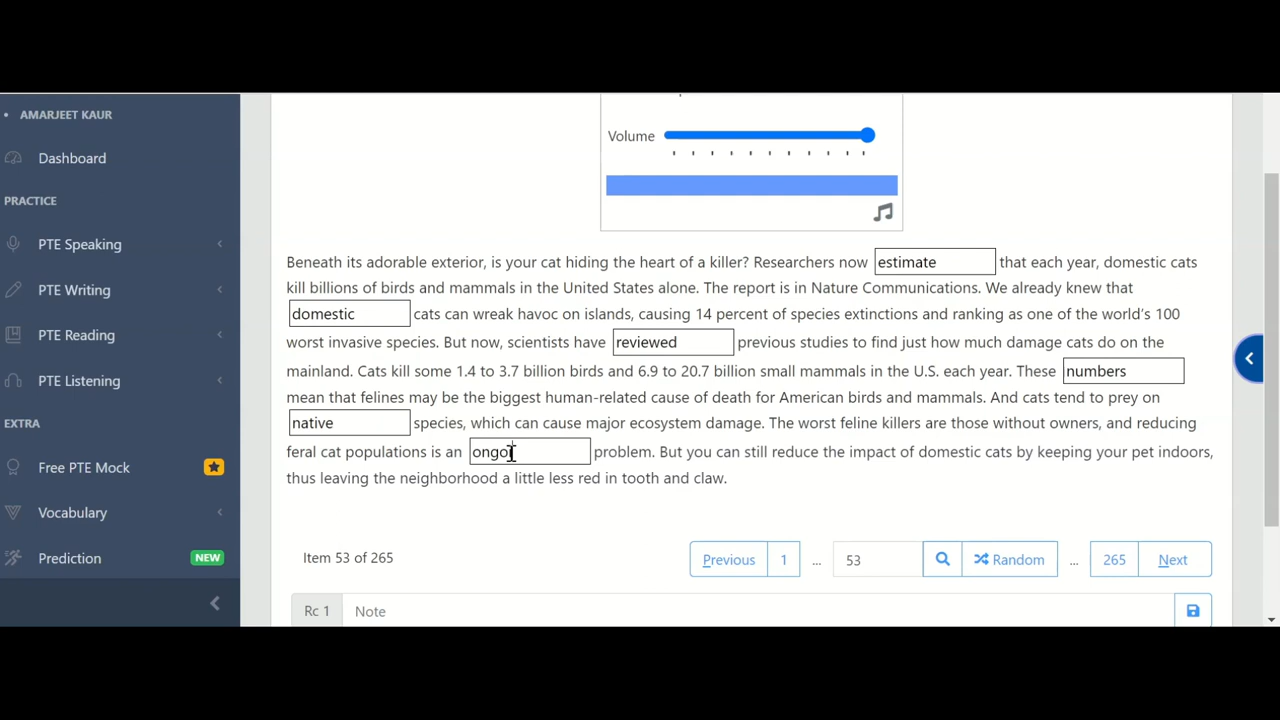 AMARJEET KAUR
Dashboard
PRACTICE
PTE Speaking
PTE Writing
PTE Reading
PTE Listening
EXTRA
Free PTE Mock
Vocabulary
Prediction NEW
Volume
Beneath its adorable exterior, is your cat hiding the heart of a killer? Researchers now estimate that each year, domestic cats
kill billions of birds and mammals in the United States alone. The report is in Nature Communications. We already knew that
domestic cats can wreak havoc on islands, causing 14 percent of species extinctions and ranking as one of the world's 100
worst invasive species. But now, scientists have reviewed previous studies to find just how much damage cats do on the
mainland. Cats kill some 1.4 to 3.7 billion birds and 6.9 to 20.7 billion small mammals in the U.S. each year. These numbers
mean that felines may be the biggest human-related cause of death for American birds and mammals. And cats tend to prey on
native species, which can cause major ecosystem damage. The worst feline killers are those without owners, and reducing
feral cat populations is an ongoi problem. But you can still reduce the impact of domestic cats by keeping your pet indoors,
thus leaving the neighborhood a little less red in tooth and claw.
Item 53 of 265
Previous 1 ... 53 Random ... 265 Next
Rc 1 Note